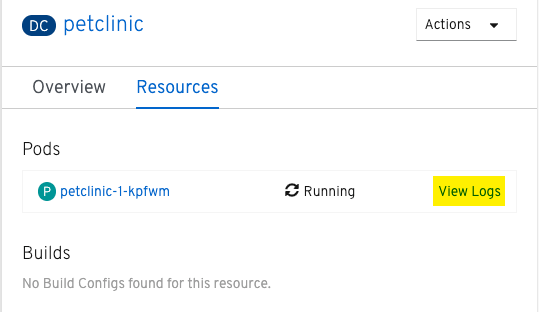 DC petclinic
Actions
Overview Resources
Pods
P petclinic-1-kpfwm Running View Logs
Builds
No Build Configs found for this resource.